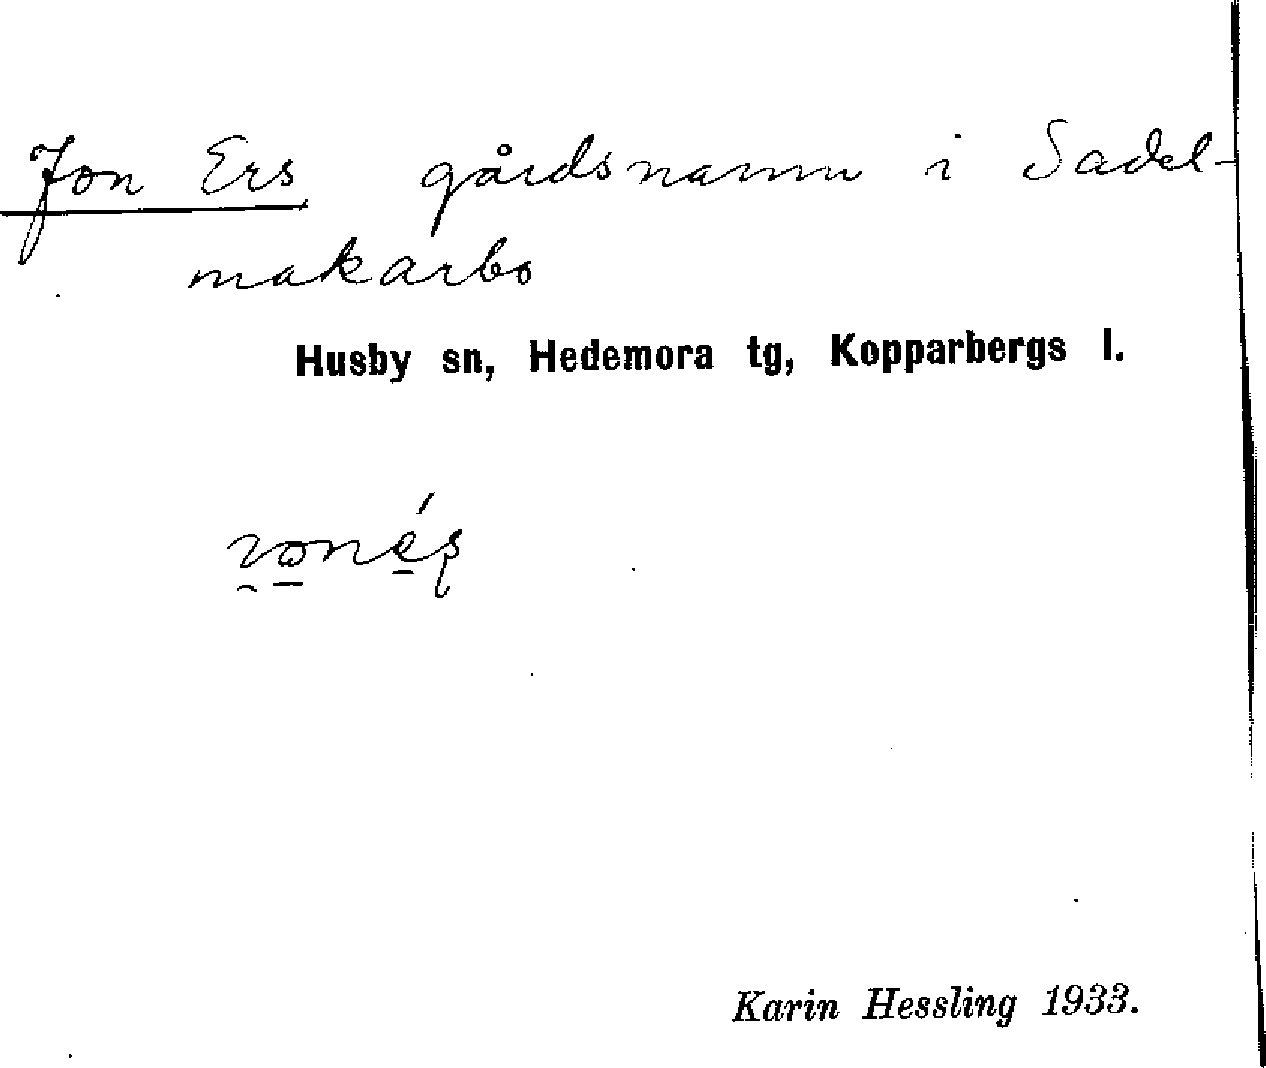 Jon Ers gårdsnamn i Sadel-
makarbo
Husby sn, Hedemora tg, Kopparbergs l.
Karin Hessling 1933.